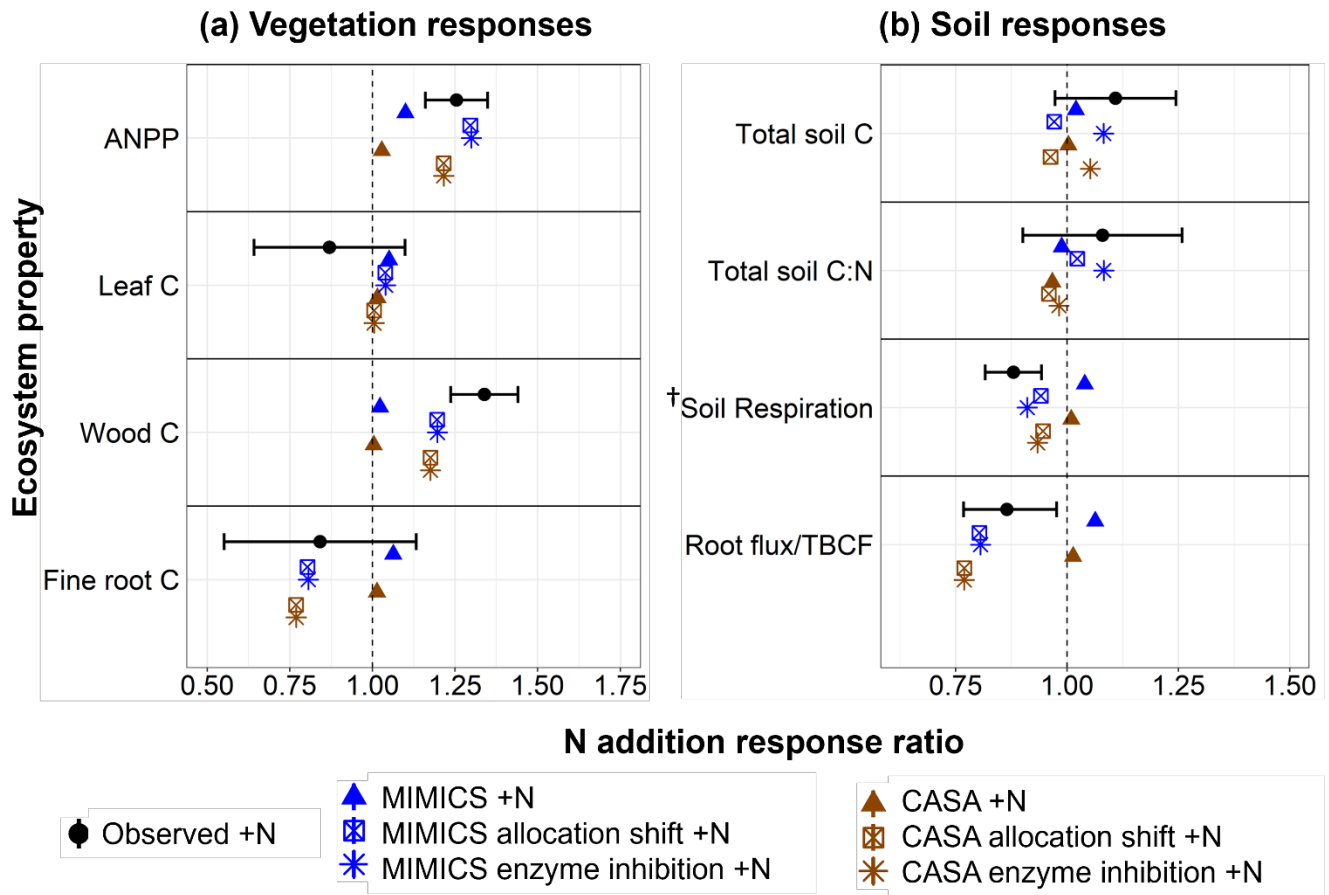 (a) Vegetation responses
(b) Soil responses
Ecosystem property
ANPP
Leaf C
Wood C
Fine root C
0.50 0.75 1.00 1.25 1.50 1.75
Total soil C
Total soil C:N
†Soil Respiration
Root flux/TBCF
0.75 1.00 1.25 1.50
N addition response ratio
Observed +N
MIMICS +N
MIMICS allocation shift +N
MIMICS enzyme inhibition +N
CASA +N
CASA allocation shift +N
CASA enzyme inhibition +N